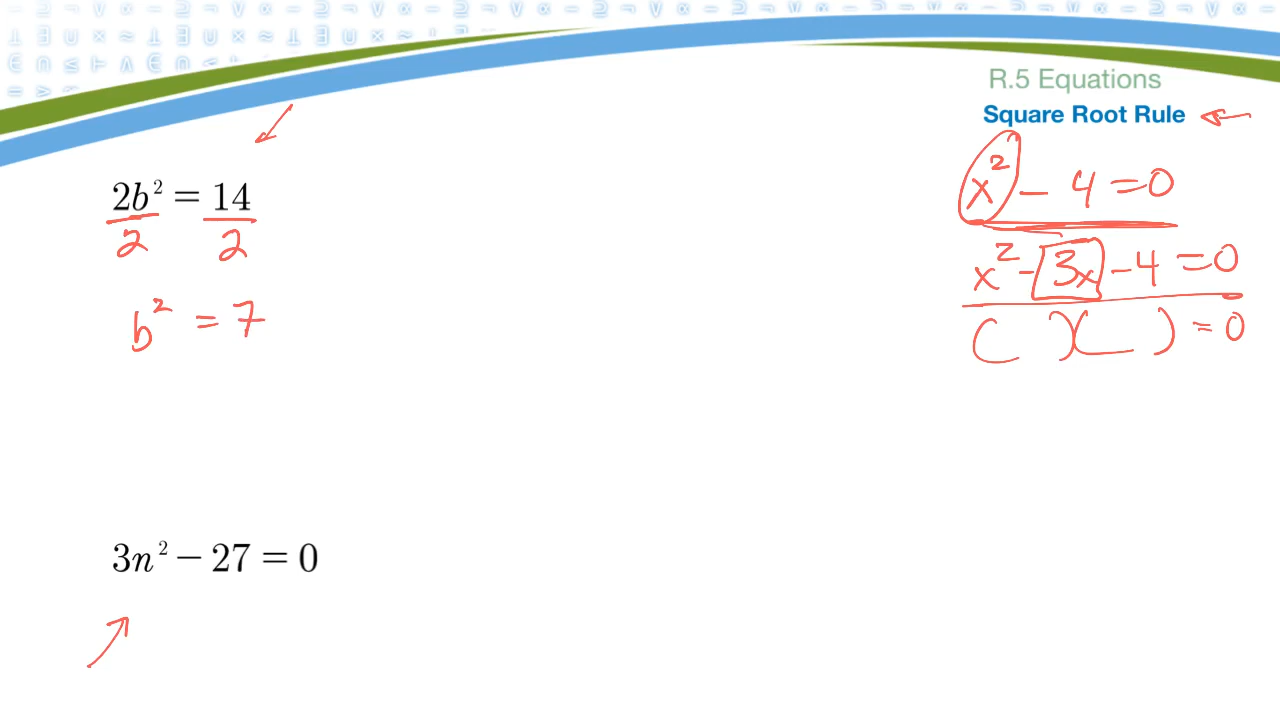 R.5 Equations
Square Root Rule
2b² = 14
2 2
b² = 7
x² - 4 = 0
x² - 3x - 4 = 0
( )( ) = 0
3n² − 27 = 0